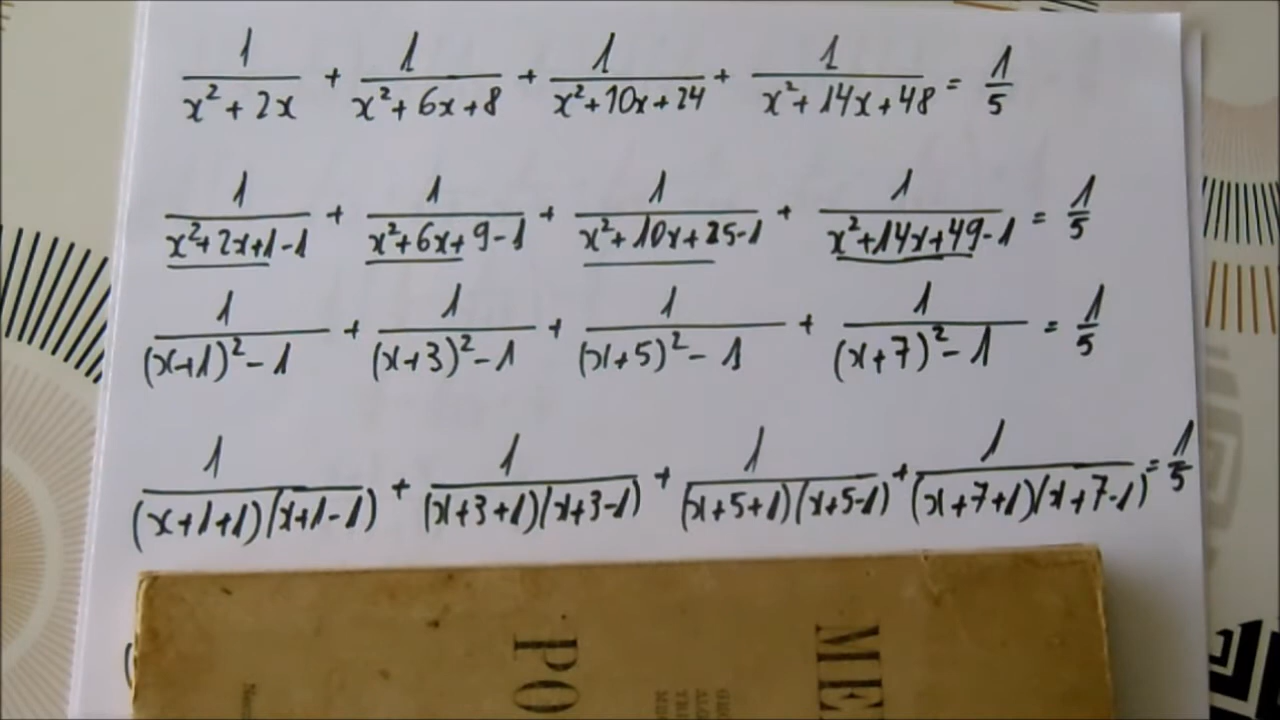 1/(x²+2x) + 1/(x²+6x+8) + 1/(x²+10x+24) + 1/(x²+14x+48) = 1/5
1/(x²+2x+1-1) + 1/(x²+6x+9-1) + 1/(x²+10x+25-1) + 1/(x²+14x+49-1) = 1/5
1/((x+1)²-1) + 1/((x+3)²-1) + 1/((x+5)²-1) + 1/((x+7)²-1) = 1/5
1/((x+1+1)(x+1-1)) + 1/((x+3+1)(x+3-1)) + 1/((x+5+1)(x+5-1)) + 1/((x+7+1)(x+7-1)) = 1/5
PO
ME